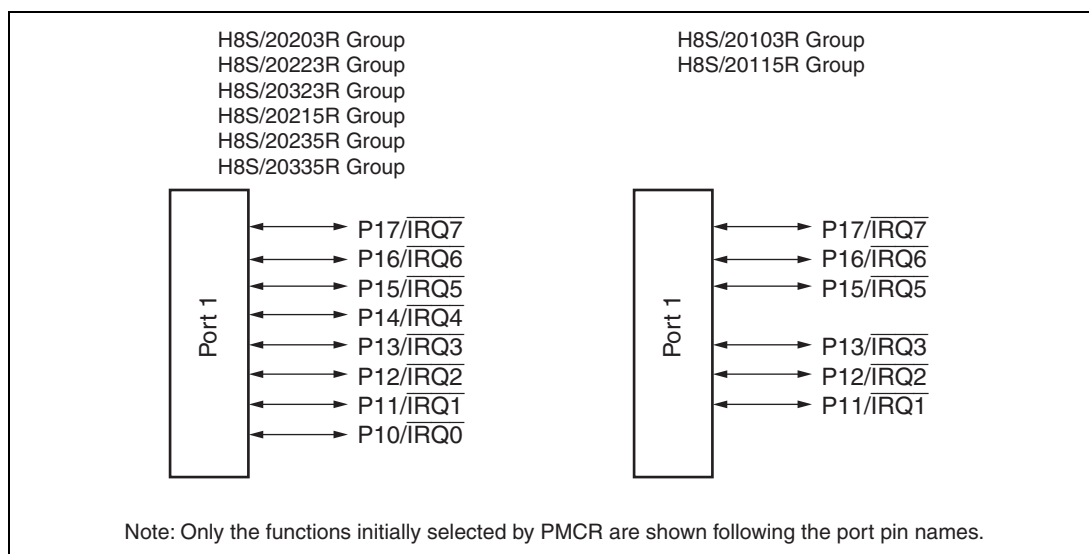 H8S/20203R Group
H8S/20223R Group
H8S/20323R Group
H8S/20215R Group
H8S/20235R Group
H8S/20335R Group
Port 1
P17/IRQ7
P16/IRQ6
P15/IRQ5
P14/IRQ4
P13/IRQ3
P12/IRQ2
P11/IRQ1
P10/IRQ0
H8S/20103R Group
H8S/20115R Group
Port 1
P17/IRQ7
P16/IRQ6
P15/IRQ5
P13/IRQ3
P12/IRQ2
P11/IRQ1
Note: Only the functions initially selected by PMCR are shown following the port pin names.